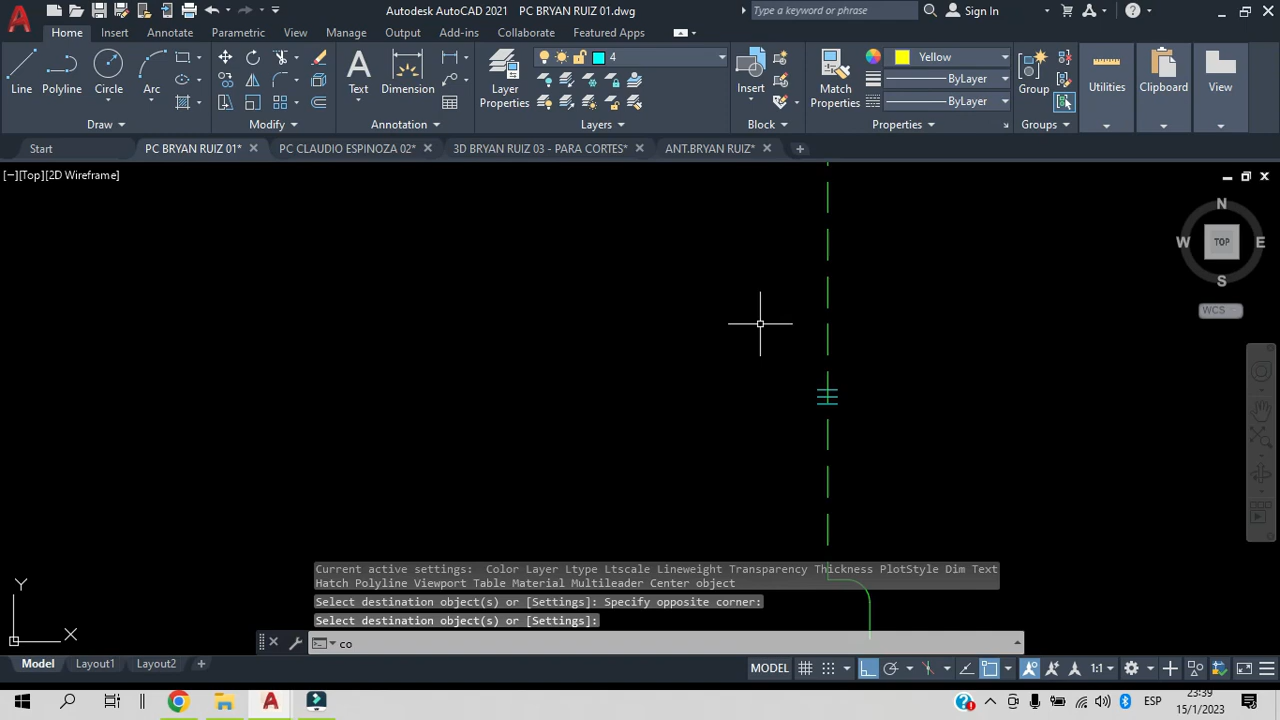 Autodesk AutoCAD 2021 PC BRYAN RUIZ 01.dwg Type a keyword or phrase Sign In
Home Insert Annotate Parametric View Manage Output Add-ins Collaborate Express Tools Featured Apps
4 Yellow
ByLayer
ByLayer
Line Polyline Circle Arc Text Dimension Layer Properties Insert Match Properties Group Utilities Clipboard View
Draw Modify Annotation Layers Block Properties Groups
Start PC BRYAN RUIZ 01* PC CLAUDIO ESPINOZA 02* 3D BRYAN RUIZ 03 - PARA CORTES* ANT.BRYAN RUIZ*
[−][Top][2D Wireframe]
N
W TOP E
S
WCS
Current active settings: Color Layer Ltype Ltscale Lineweight Transparency Thickness PlotStyle Dim Text
Hatch Polyline Viewport Table Material Multileader Center object
Select destination object(s) or [Settings]: Specify opposite corner:
Select destination object(s) or [Settings]:
Y
X
co
Model Layout1 Layout2 MODEL 1:1
ESP 23:39
15/1/2023